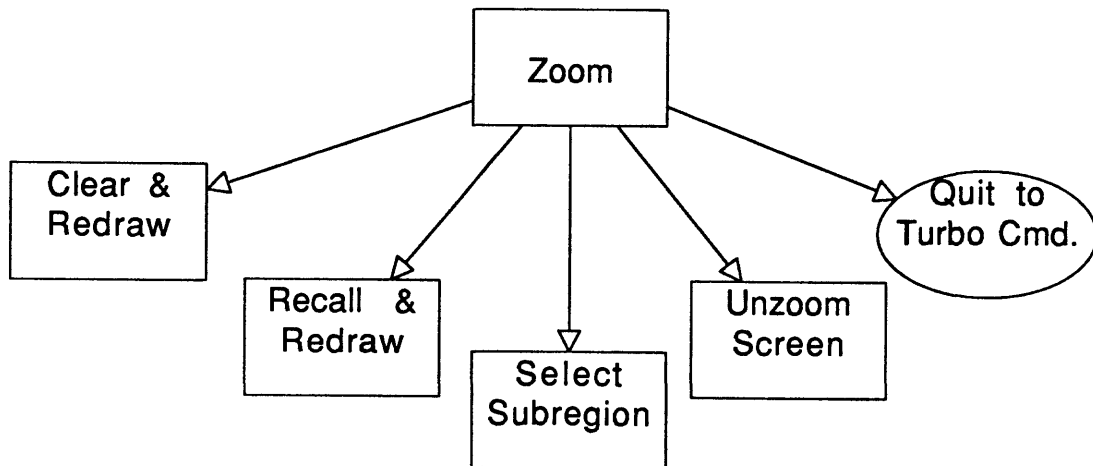 Zoom
Clear &
Redraw
Recall &
Redraw
Select
Subregion
Unzoom
Screen
Quit to
Turbo Cmd.